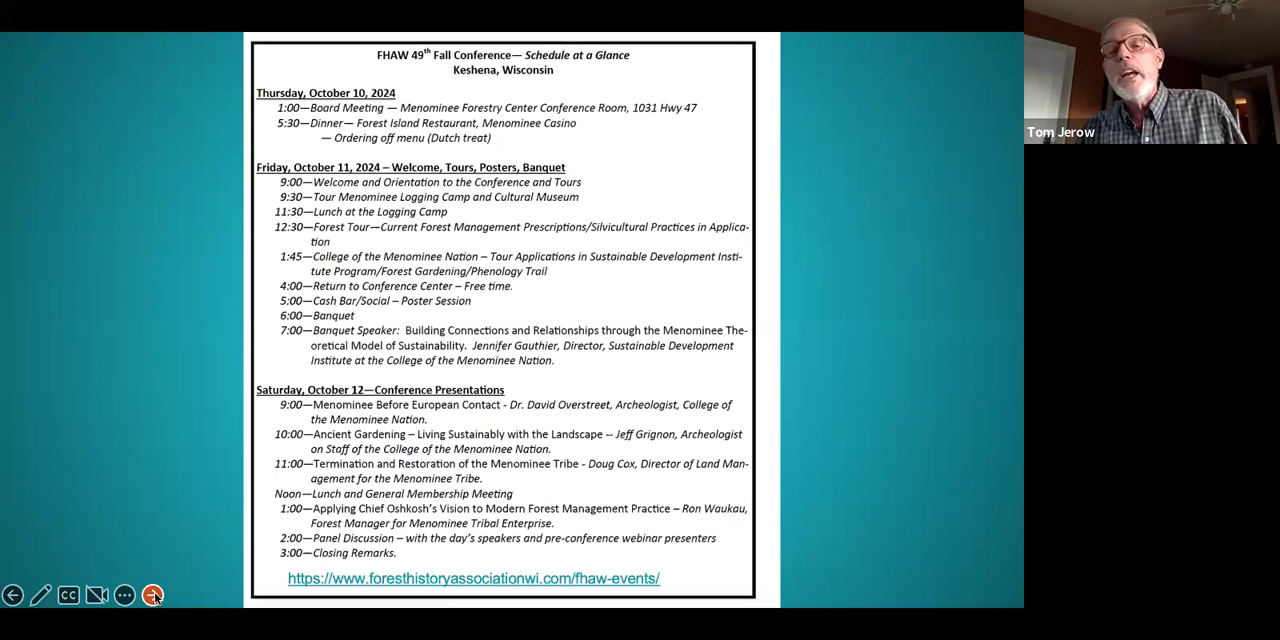 FHAW 49th Fall Conference— Schedule at a Glance
Keshena, Wisconsin
Thursday, October 10, 2024
1:00—Board Meeting — Menominee Forestry Center Conference Room, 1031 Hwy 47
5:30—Dinner— Forest Island Restaurant, Menominee Casino
— Ordering off menu (Dutch treat)
Friday, October 11, 2024 – Welcome, Tours, Posters, Banquet
9:00—Welcome and Orientation to the Conference and Tours
9:30—Tour Menominee Logging Camp and Cultural Museum
11:30—Lunch at the Logging Camp
12:30—Forest Tour—Current Forest Management Prescriptions/Silvicultural Practices in Applica-
tion
1:45—College of the Menominee Nation – Tour Applications in Sustainable Development Insti-
tute Program/Forest Gardening/Phenology Trail
4:00—Return to Conference Center – Free time.
5:00—Cash Bar/Social – Poster Session
6:00—Banquet
7:00—Banquet Speaker: Building Connections and Relationships through the Menominee The-
oretical Model of Sustainability. Jennifer Gauthier, Director, Sustainable Development
Institute at the College of the Menominee Nation.
Saturday, October 12—Conference Presentations
9:00—Menominee Before European Contact - Dr. David Overstreet, Archeologist, College of
the Menominee Nation.
10:00—Ancient Gardening – Living Sustainably with the Landscape -- Jeff Grignon, Archeologist
on Staff of the College of the Menominee Nation.
11:00—Termination and Restoration of the Menominee Tribe - Doug Cox, Director of Land Man-
agement for the Menominee Tribe.
Noon—Lunch and General Membership Meeting
1:00—Applying Chief Oshkosh's Vision to Modern Forest Management Practice – Ron Waukau,
Forest Manager for Menominee Tribal Enterprise.
2:00—Panel Discussion – with the day's speakers and pre-conference webinar presenters
3:00—Closing Remarks.
https://www.foresthistoryassociationwi.com/fhaw-events/
CC
Tom Jerow